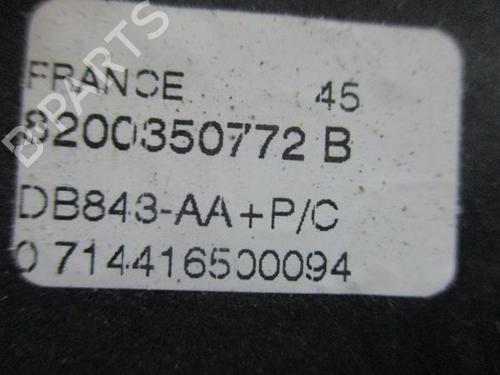 B-PARTS
FRANCE 45
8200350772 B
DB843-AA+P/C
0 714416500094